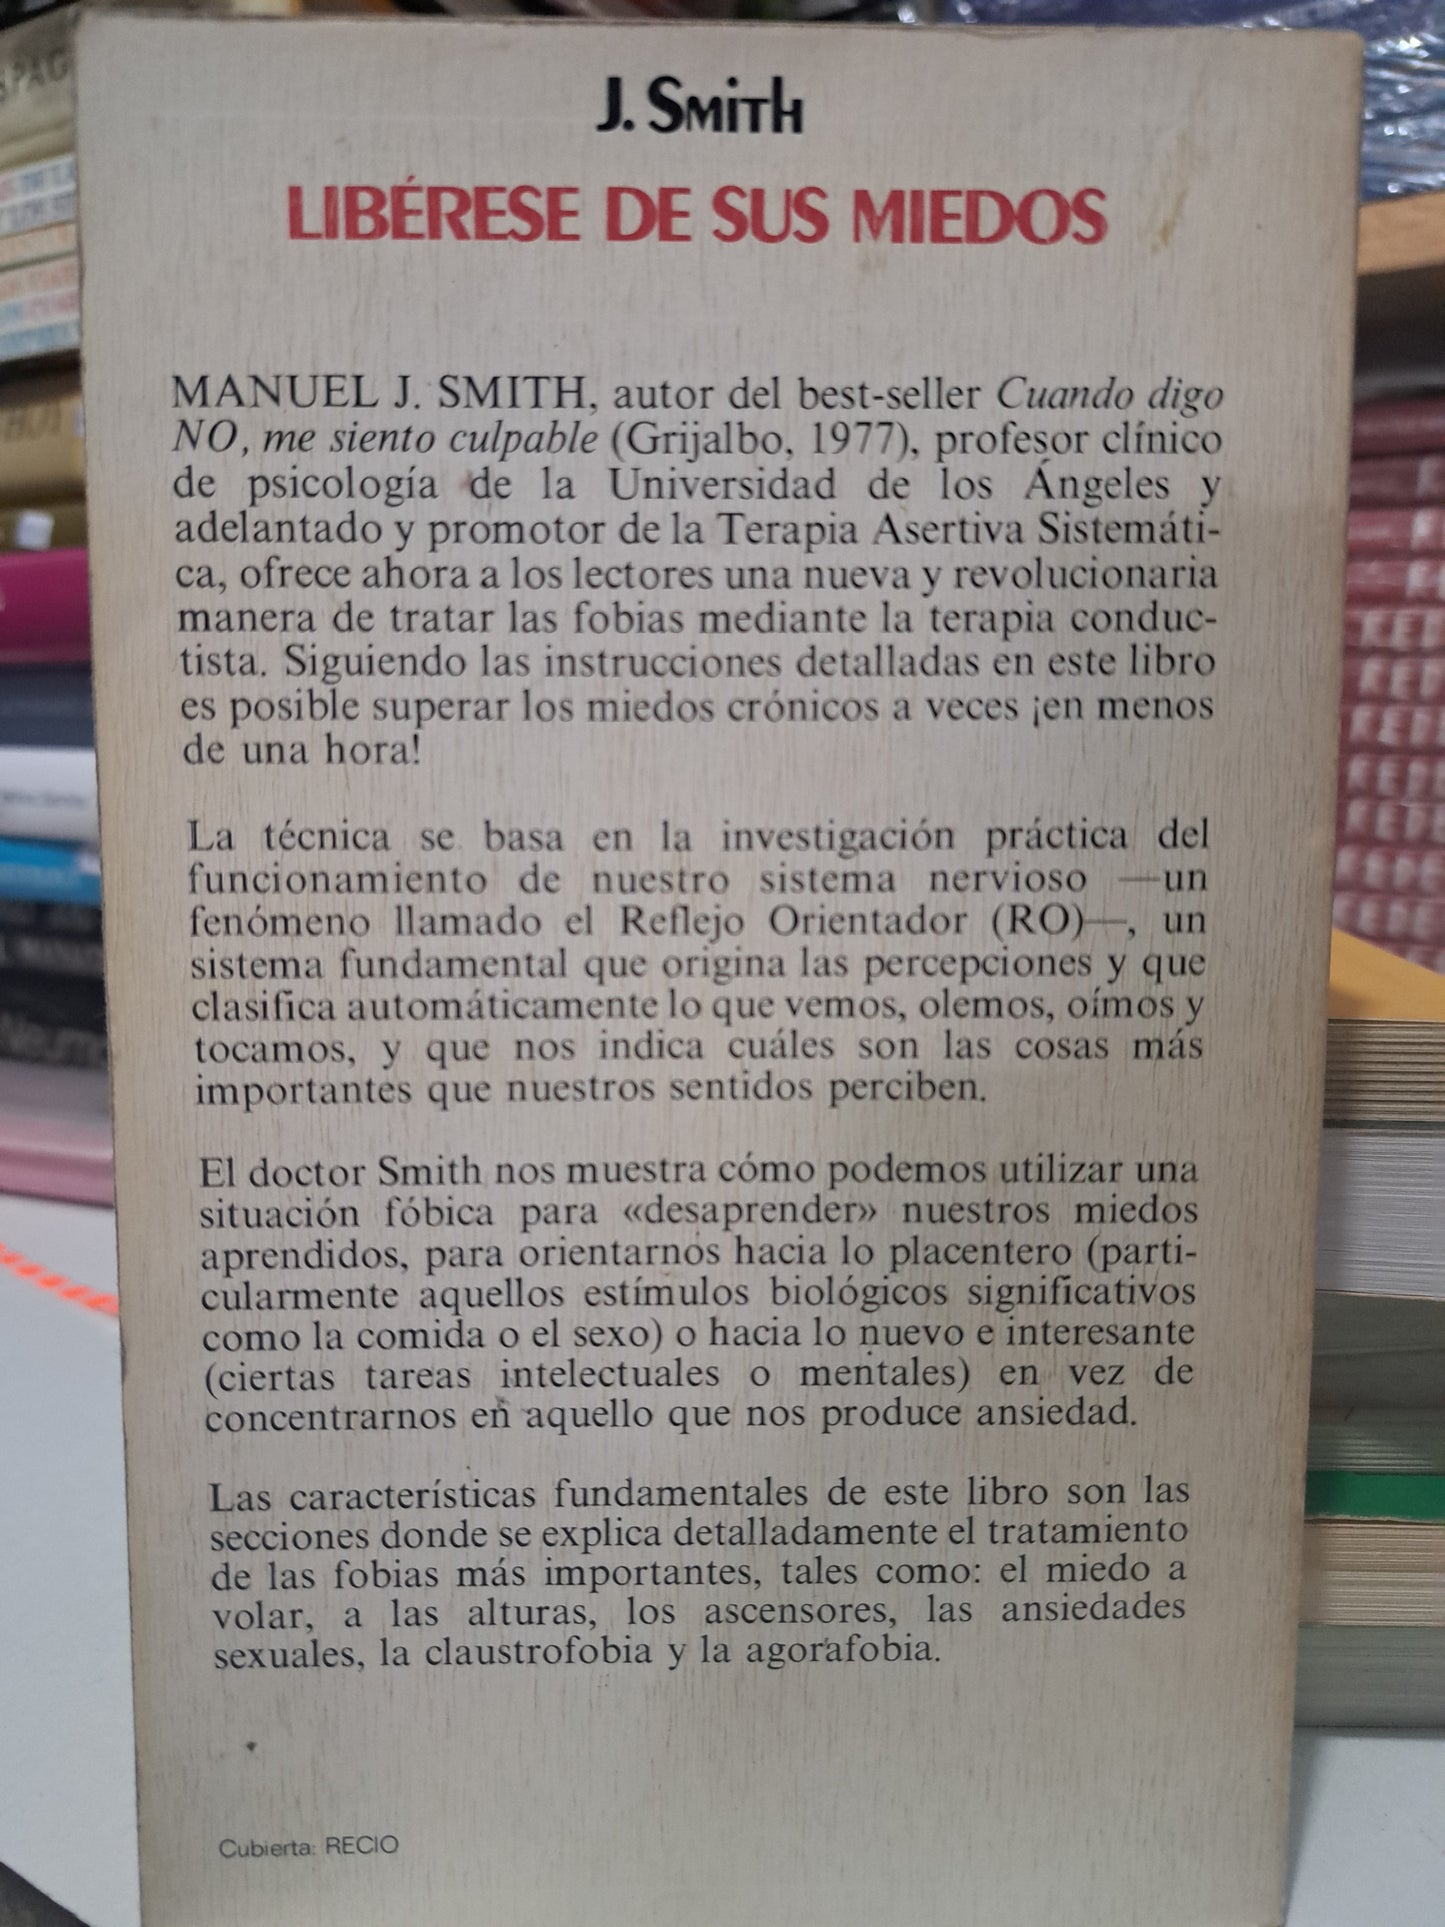 J. Smith
LIBÉRESE DE SUS MIEDOS
MANUEL J. SMITH, autor del best-seller Cuando digo
NO, me siento culpable (Grijalbo, 1977), profesor clínico
de psicología de la Universidad de los Ángeles y
adelantado y promotor de la Terapia Asertiva Sistemáti-
ca, ofrece ahora a los lectores una nueva y revolucionaria
manera de tratar las fobias mediante la terapia conduc-
tista. Siguiendo las instrucciones detalladas en este libro
es posible superar los miedos crónicos a veces ¡en menos
de una hora!
La técnica se basa en la investigación práctica del
funcionamiento de nuestro sistema nervioso —un
fenómeno llamado el Reflejo Orientador (RO)—, un
sistema fundamental que origina las percepciones y que
clasifica automáticamente lo que vemos, olemos, oímos y
tocamos, y que nos indica cuáles son las cosas más
importantes que nuestros sentidos perciben.
El doctor Smith nos muestra cómo podemos utilizar una
situación fóbica para «desaprender» nuestros miedos
aprendidos, para orientarnos hacia lo placentero (parti-
cularmente aquellos estímulos biológicos significativos
como la comida o el sexo) o hacia lo nuevo e interesante
(ciertas tareas intelectuales o mentales) en vez de
concentrarnos en aquello que nos produce ansiedad.
Las características fundamentales de este libro son las
secciones donde se explica detalladamente el tratamiento
de las fobias más importantes, tales como: el miedo a
volar, a las alturas, los ascensores, las ansiedades
sexuales, la claustrofobia y la agorafobia.
Cubierta: RECIO